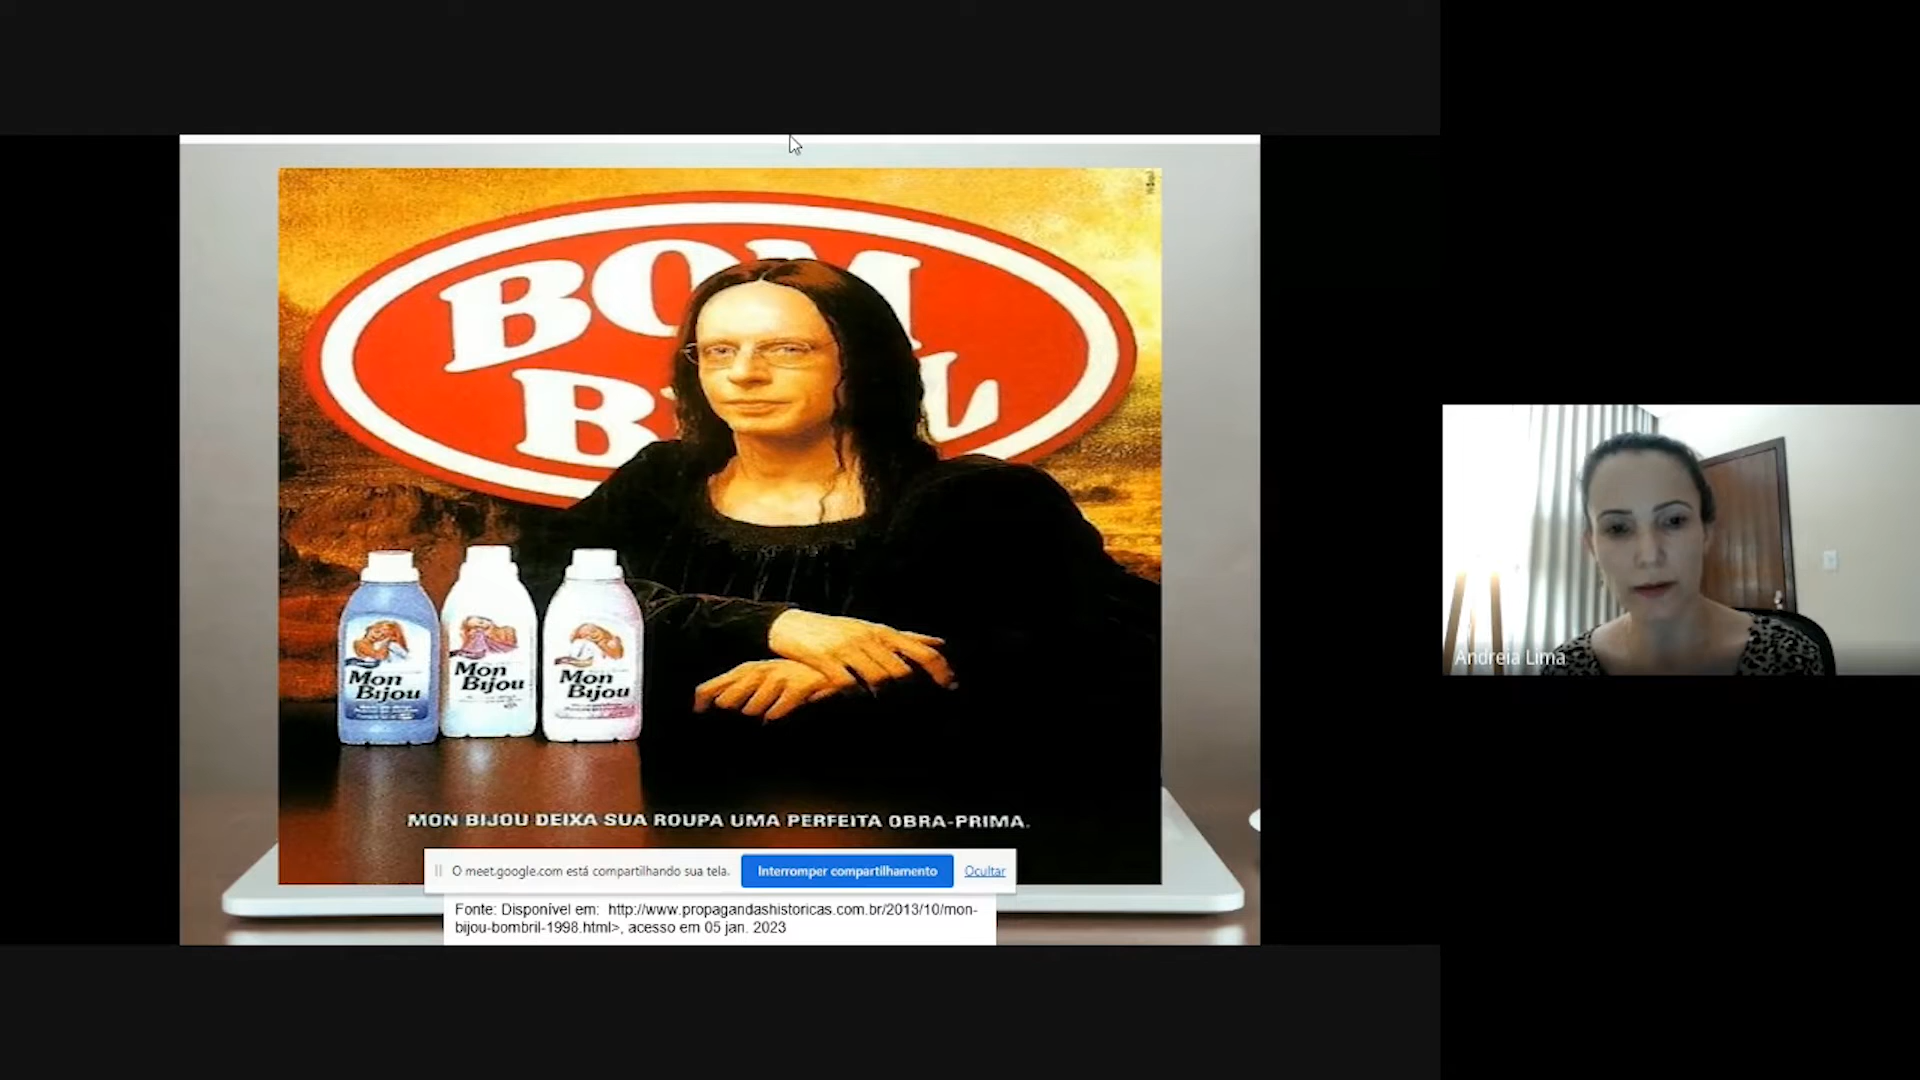 BOM
BRIL
Mon
Bijou
Mon
Bijou
Mon
Bijou
MON BIJOU DEIXA SUA ROUPA UMA PERFEITA OBRA-PRIMA.
O meet.google.com está compartilhando sua tela. Interromper compartilhamento Ocultar
Fonte: Disponível em: http://www.propagandashistoricas.com.br/2013/10/mon-
bijou-bombril-1998.html>, acesso em 05 jan. 2023
Andreia Lima